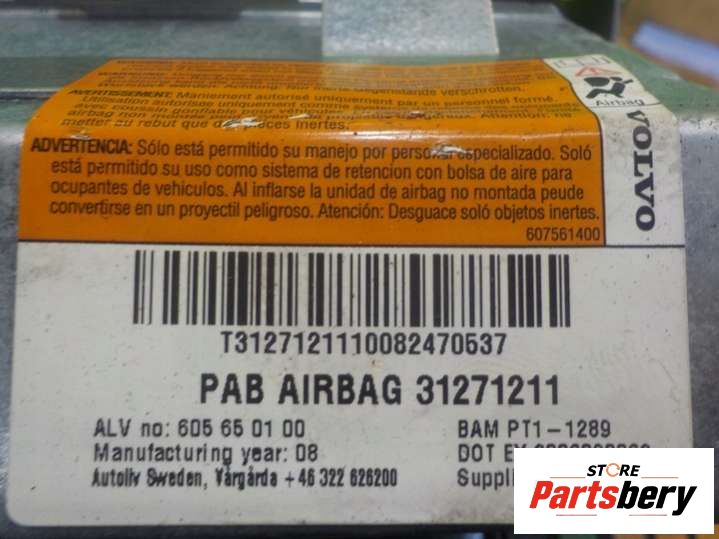 AVERTISSEMENT: Maniement autorisé uniquement par un personnel formé.
ADVERTENCIA: Sólo está permitido su manejo por personal especializado. Soló
está permitido su uso como sistema de retencion con bolsa de aire para
ocupantes de vehiculos. Al inflarse la unidad de airbag no montada peude
convertirse en un proyectil peligroso. Atención: Desguace soló objetos inertes.
607561400
Airbag
VOLVO
T31271211110082470537
PAB AIRBAG 31271211
ALV no: 605 65 01 00
BAM PT1-1289
Manufacturing year: 08
DOT
Autoliv Sweden, Vårgårda +46 322 626200
STORE
Partsbery